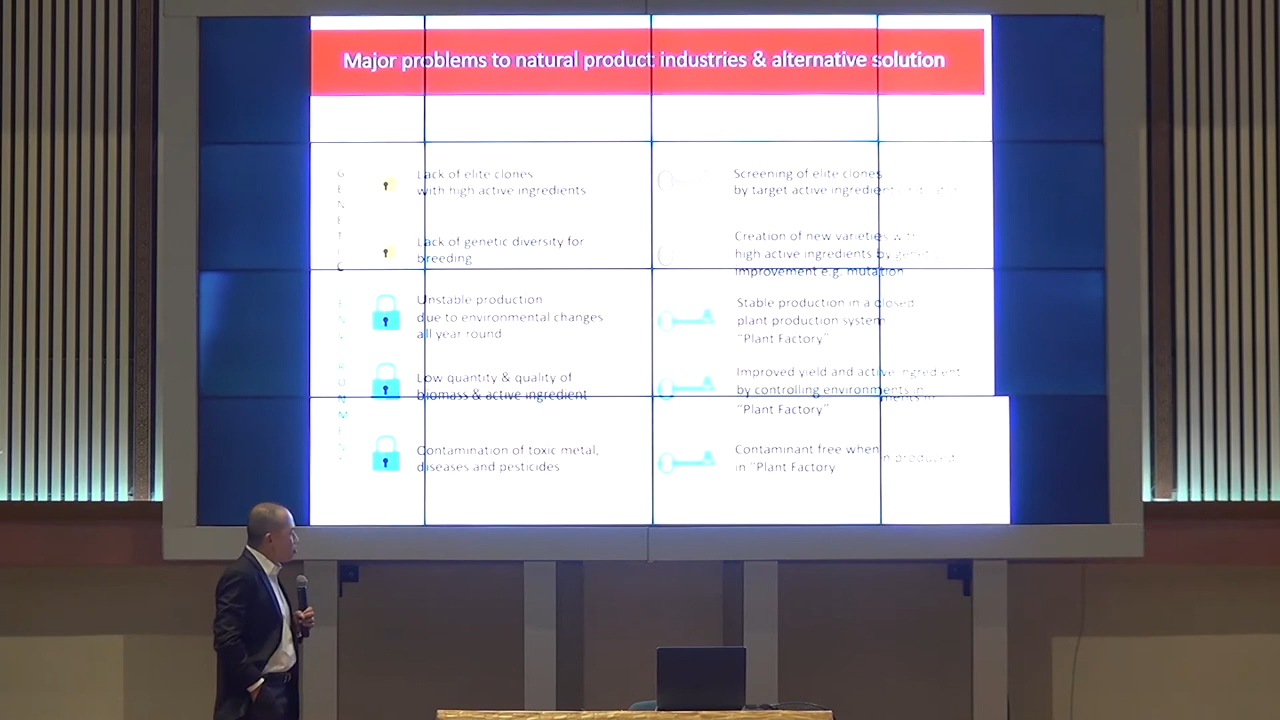 Major problems to natural product industries & alternative solution
GENETIC
Lack of elite clones
with high active ingredients
Screening of elite clones
by target active ingredient
Lack of genetic diversity for
breeding
Creation of new varieties
high active ingredients by genetic
improvement e.g. mutation
Unstable production
due to environmental changes
all year round
Stable production in a closed
plant production system
"Plant Factory"
Low quantity & quality of
biomass & active ingredient
Improved yield and active ingredient
by controlling environments in
"Plant Factory"
Contamination of toxic metal,
diseases and pesticides
Contaminant free when produced
in "Plant Factory